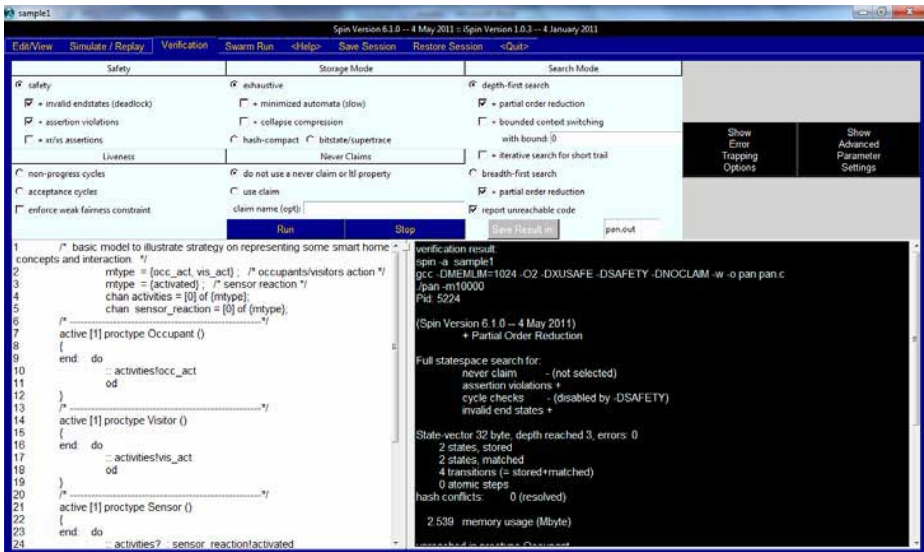 sample1
Spin Version 6.1.0 -- 4 May 2011 :: iSpin Version 1.0.3 -- 4 January 2011
Edit/View Simulate / Replay Verification Swarm Run <Help> Save Session Restore Session <Quit>
Safety Storage Mode Search Mode
safety exhaustive depth-first search
+ invalid endstates (deadlock) + minimized automata (slow) + partial order reduction
+ assertion violations + collapse compression + bounded context switching
+ xr/xs assertions hash-compact bitstate/supertrace with bound: 0
Liveness Never Claims + iterative search for short trail
non-progress cycles do not use a never claim or ltl property breadth-first search
acceptance cycles use claim + partial order reduction
enforce weak fairness constraint claim name (opt): report unreachable code
Run Stop Save Result in: pan.out
Show
Error
Trapping
Options
Show
Advanced
Parameter
Settings
1 /* basic model to illustrate strategy on representing some smart home
concepts and interaction. */
2 mtype = {occ_act, vis_act} ; /* occupants/visitors action */
3 mtype = {activated} ; /* sensor reaction */
4 chan activities = [0] of {mtype};
5 chan sensor_reaction = [0] of {mtype};
6 /* -----------------------------------------------*/
7 active [1] proctype Occupant ()
8 {
9 end: do
10 :: activities!occ_act
11 od
12 }
13 /* -----------------------------------------------*/
14 active [1] proctype Visitor ()
15 {
16 end: do
17 :: activities!vis_act
18 od
19 }
20 /* -----------------------------------------------*/
21 active [1] proctype Sensor ()
22 {
23 end: do
24 :: activities? _; sensor_reaction!activated
verification result:
spin -a sample1
gcc -DMEMLIM=1024 -O2 -DXUSAFE -DSAFETY -DNOCLAIM -w -o pan pan.c
./pan -m10000
Pid: 5224
(Spin Version 6.1.0 -- 4 May 2011)
+ Partial Order Reduction
Full statespace search for:
never claim - (not selected)
assertion violations +
cycle checks - (disabled by -DSAFETY)
invalid end states +
State-vector 32 byte, depth reached 3, errors: 0
2 states, stored
2 states, matched
4 transitions (= stored+matched)
0 atomic steps
hash conflicts: 0 (resolved)
2.539 memory usage (Mbyte)
unreached in proctype Occupant